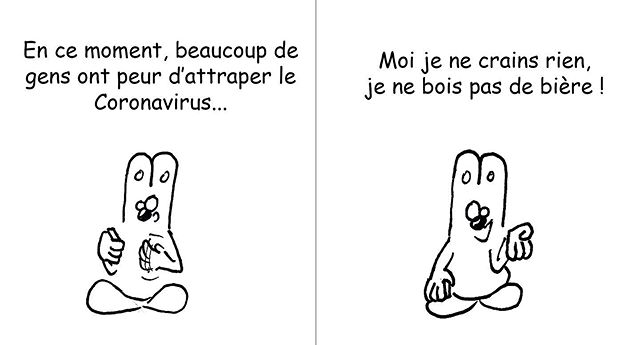 En ce moment, beaucoup de
gens ont peur d'attraper le
Coronavirus...
Moi je ne crains rien,
je ne bois pas de bière !